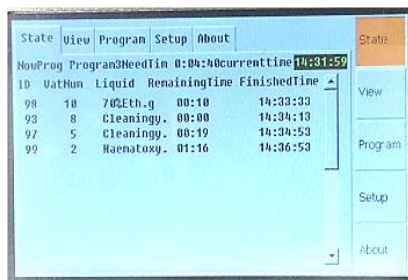 State View Program Setup About
NowProg Program3NeedTim 0:04:40currenttime 14:31:59
ID VatNum Liquid RemainingTime FinishedTime
98 10 70%Eth.g 00:10 14:33:33
93 8 Cleaningy. 00:00 14:34:13
97 5 Cleaningy. 00:19 14:34:53
99 2 Haematoxy. 01:16 14:36:53
State
View
Program
Setup
About